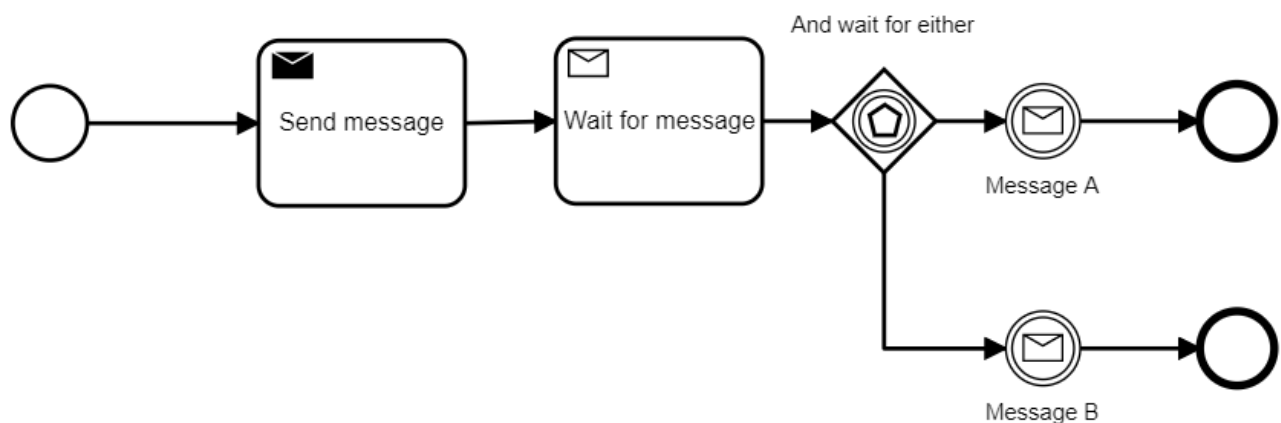 And wait for either
Send message
Wait for message
Message A
Message B